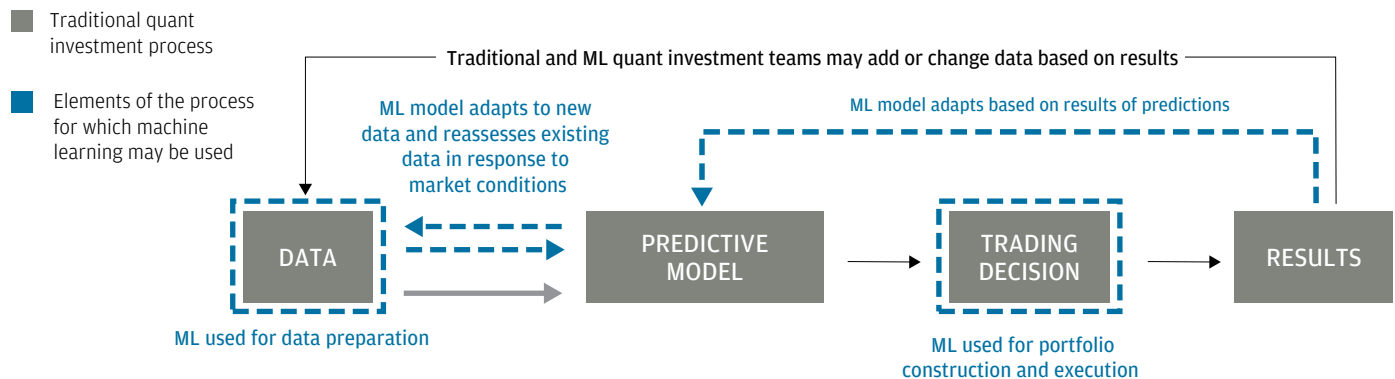 Traditional quant
investment process
Elements of the process
for which machine
learning may be used
Traditional and ML quant investment teams may add or change data based on results
ML model adapts to new
data and reassesses existing
data in response to
market conditions
ML model adapts based on results of predictions
DATA
PREDICTIVE
MODEL
TRADING
DECISION
RESULTS
ML used for data preparation
ML used for portfolio
construction and execution